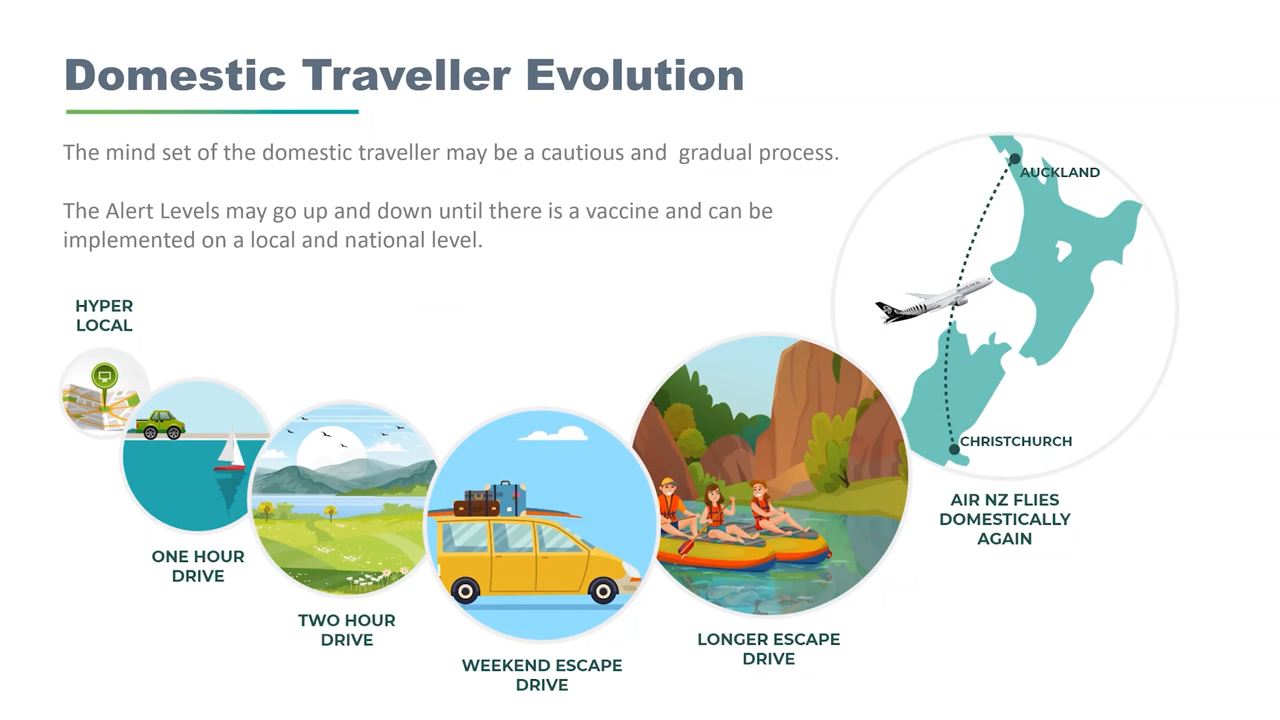 Domestic Traveller Evolution
The mind set of the domestic traveller may be a cautious and  gradual process.
The Alert Levels may go up and down until there is a vaccine and can be
implemented on a local and national level.
HYPER
LOCAL
ONE HOUR
DRIVE
TWO HOUR
DRIVE
WEEKEND ESCAPE
DRIVE
LONGER ESCAPE
DRIVE
AUCKLAND
CHRISTCHURCH
AIR NZ FLIES
DOMESTICALLY
AGAIN